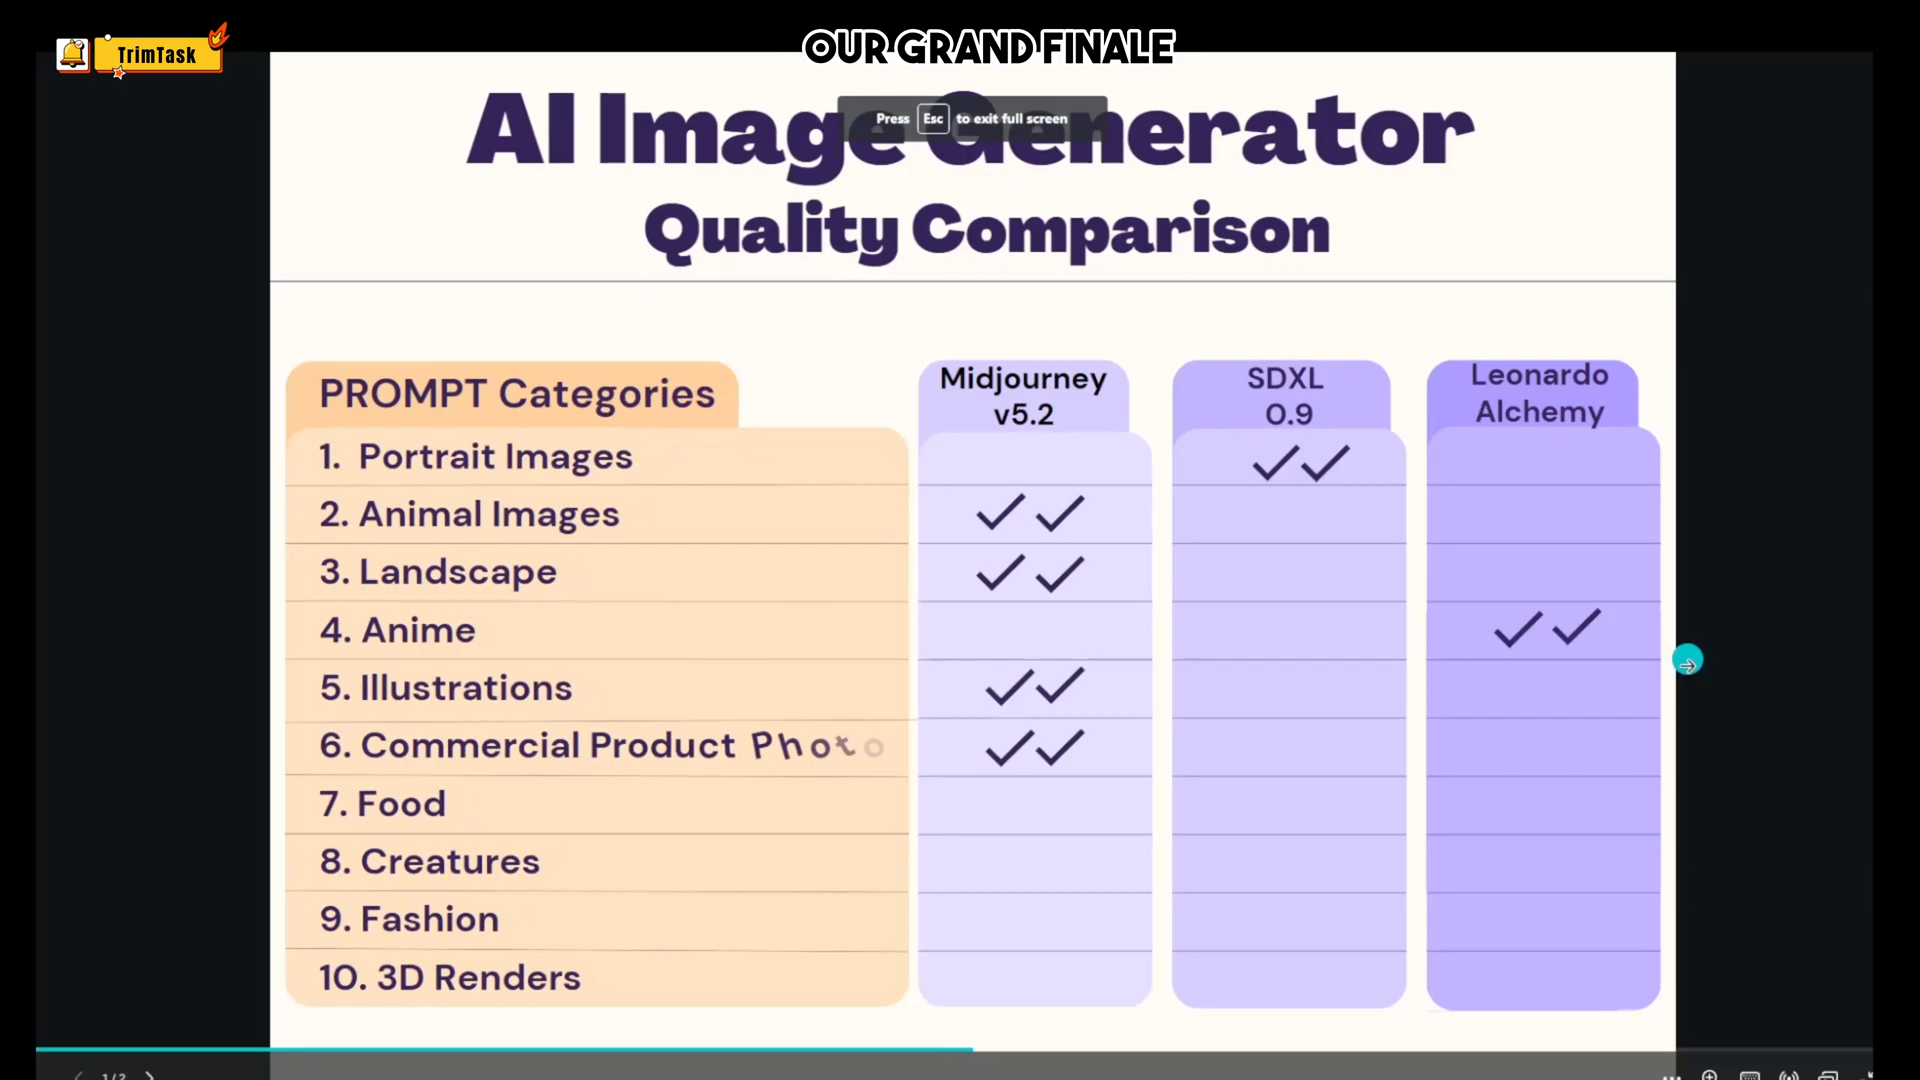 OUR GRAND FINALE
TrimTask
AI Image Generator
Press Esc to exit full screen
Quality Comparison
PROMPT Categories
Midjourney
v5.2
SDXL
0.9
Leonardo
Alchemy
1. Portrait Images
2. Animal Images
3. Landscape
4. Anime
5. Illustrations
6. Commercial Product Photo
7. Food
8. Creatures
9. Fashion
10. 3D Renders
1/2